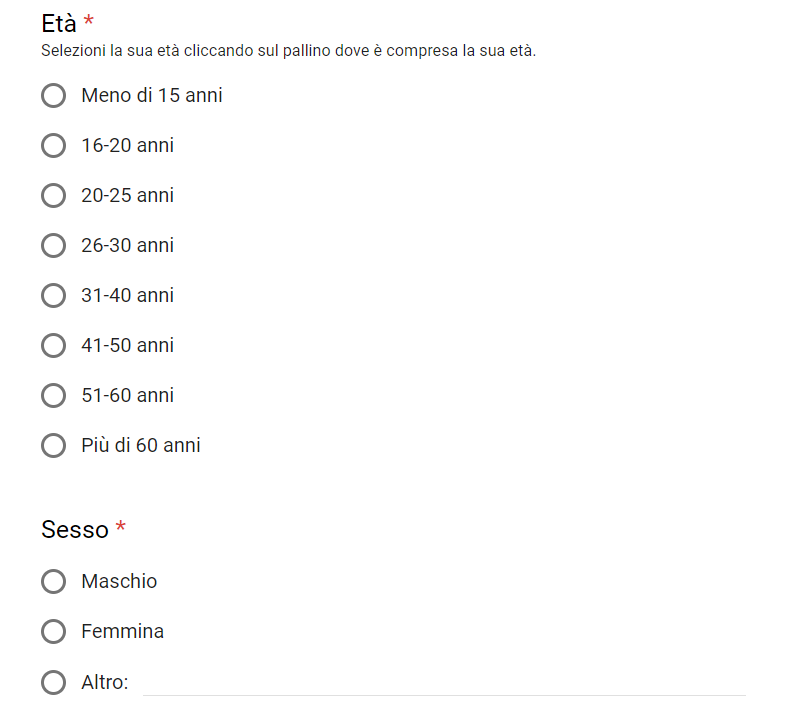 Età *
Selezioni la sua età cliccando sul pallino dove è compresa la sua età.
Meno di 15 anni
16-20 anni
20-25 anni
26-30 anni
31-40 anni
41-50 anni
51-60 anni
Più di 60 anni
Sesso *
Maschio
Femmina
Altro: